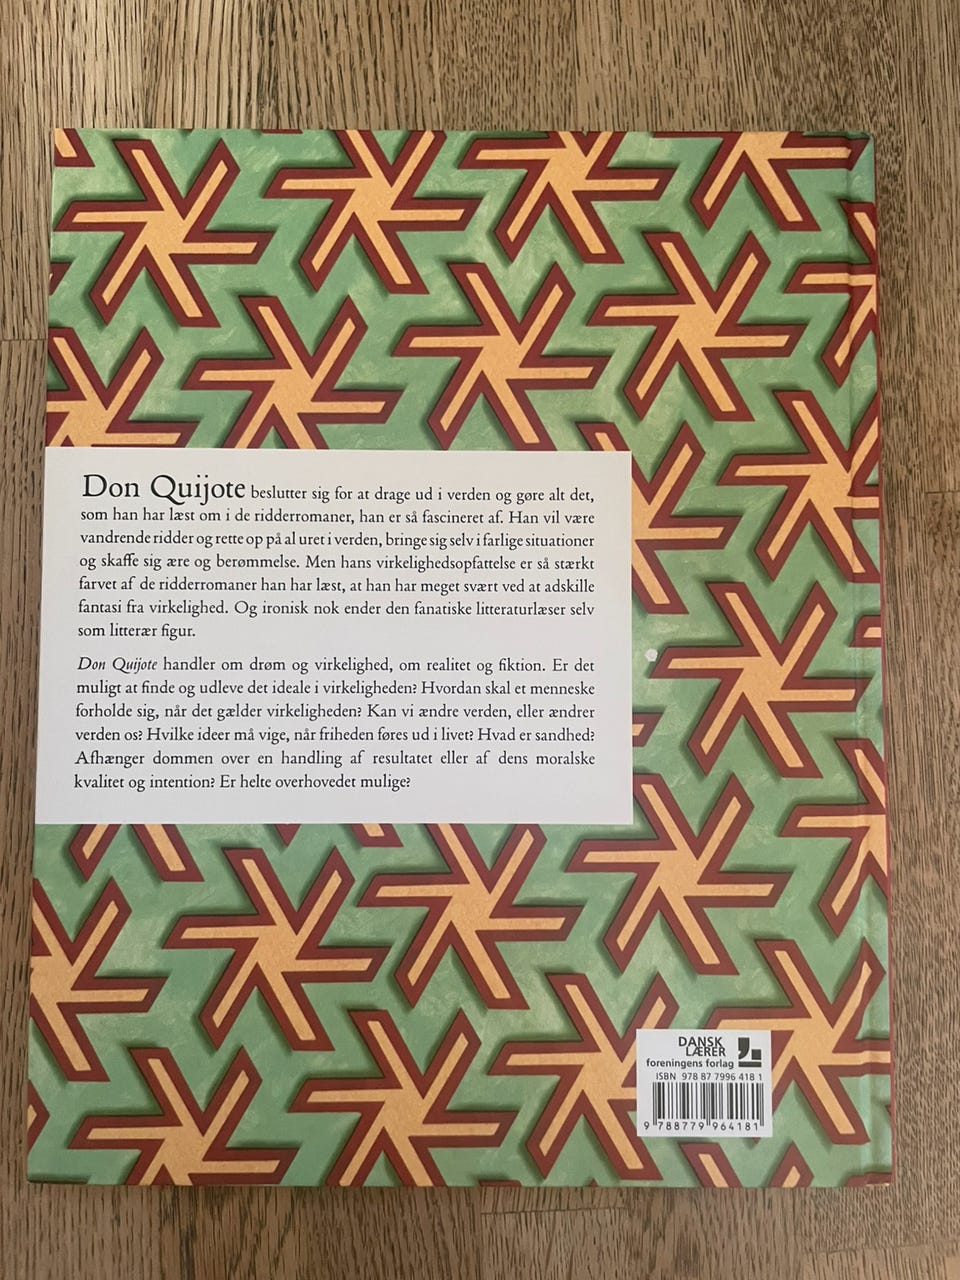 Don Quijote beslutter sig for at drage ud i verden og gøre alt det,
som han har læst om i de ridderromaner, han er så fascineret af. Han vil være
vandrende ridder og rette op på al uret i verden, bringe sig selv i farlige situationer
og skaffe sig ære og berømmelse. Men hans virkelighedsopfattelse er så stærkt
farvet af de ridderromaner han har læst, at han har meget svært ved at adskille
fantasi fra virkelighed. Og ironisk nok ender den fanatiske litteraturlæser selv
som litterær figur.
Don Quijote handler om drøm og virkelighed, om realitet og fiktion. Er det
muligt at finde og udleve det ideale i virkeligheden? Hvordan skal et menneske
forholde sig, når det gælder virkeligheden? Kan vi ændre verden, eller ændrer
verden os? Hvilke ideer må vige, når friheden føres ud i livet? Hvad er sandhed?
Afhænger dommen over en handling af resultatet eller af dens moralske
kvalitet og intention? Er helte overhovedet mulige?
DANSK
LÆRER
foreningens forlag
ISBN 978 87 7996 418 1
9 788779 964181